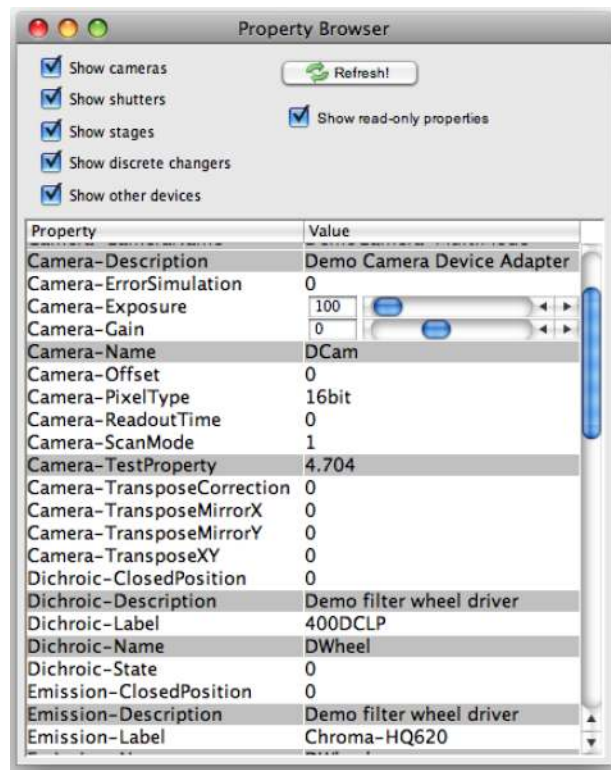 Property Browser
Show cameras
Refresh!
Show shutters
Show read-only properties
Show stages
Show discrete changers
Show other devices
Property Value
Camera-Description Demo Camera Device Adapter
Camera-ErrorSimulation 0
Camera-Exposure 100
Camera-Gain 0
Camera-Name DCam
Camera-Offset 0
Camera-PixelType 16bit
Camera-ReadoutTime 0
Camera-ScanMode 1
Camera-TestProperty 4.704
Camera-TransposeCorrection 0
Camera-TransposeMirrorX 0
Camera-TransposeMirrorY 0
Camera-TransposeXY 0
Dichroic-ClosedPosition 0
Dichroic-Description Demo filter wheel driver
Dichroic-Label 400DCLP
Dichroic-Name DWheel
Dichroic-State 0
Emission-ClosedPosition 0
Emission-Description Demo filter wheel driver
Emission-Label Chroma-HQ620